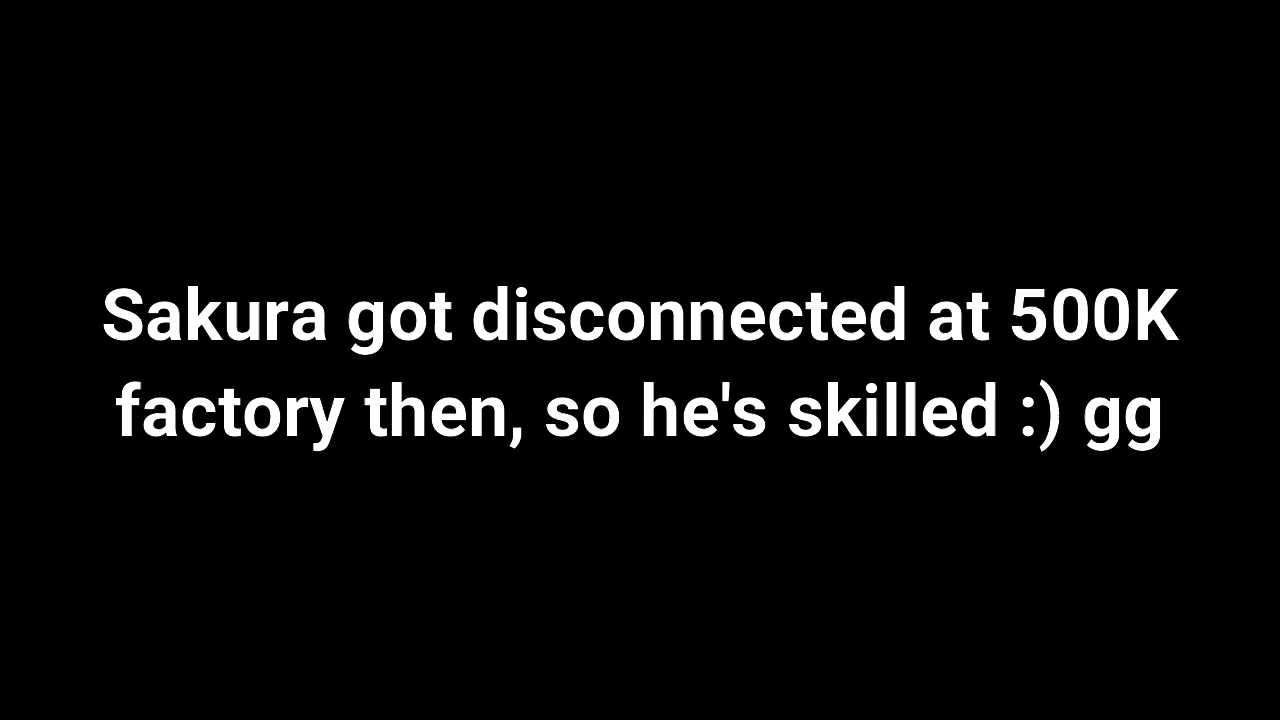 Sakura got disconnected at 500K
factory then, so he's skilled :) gg